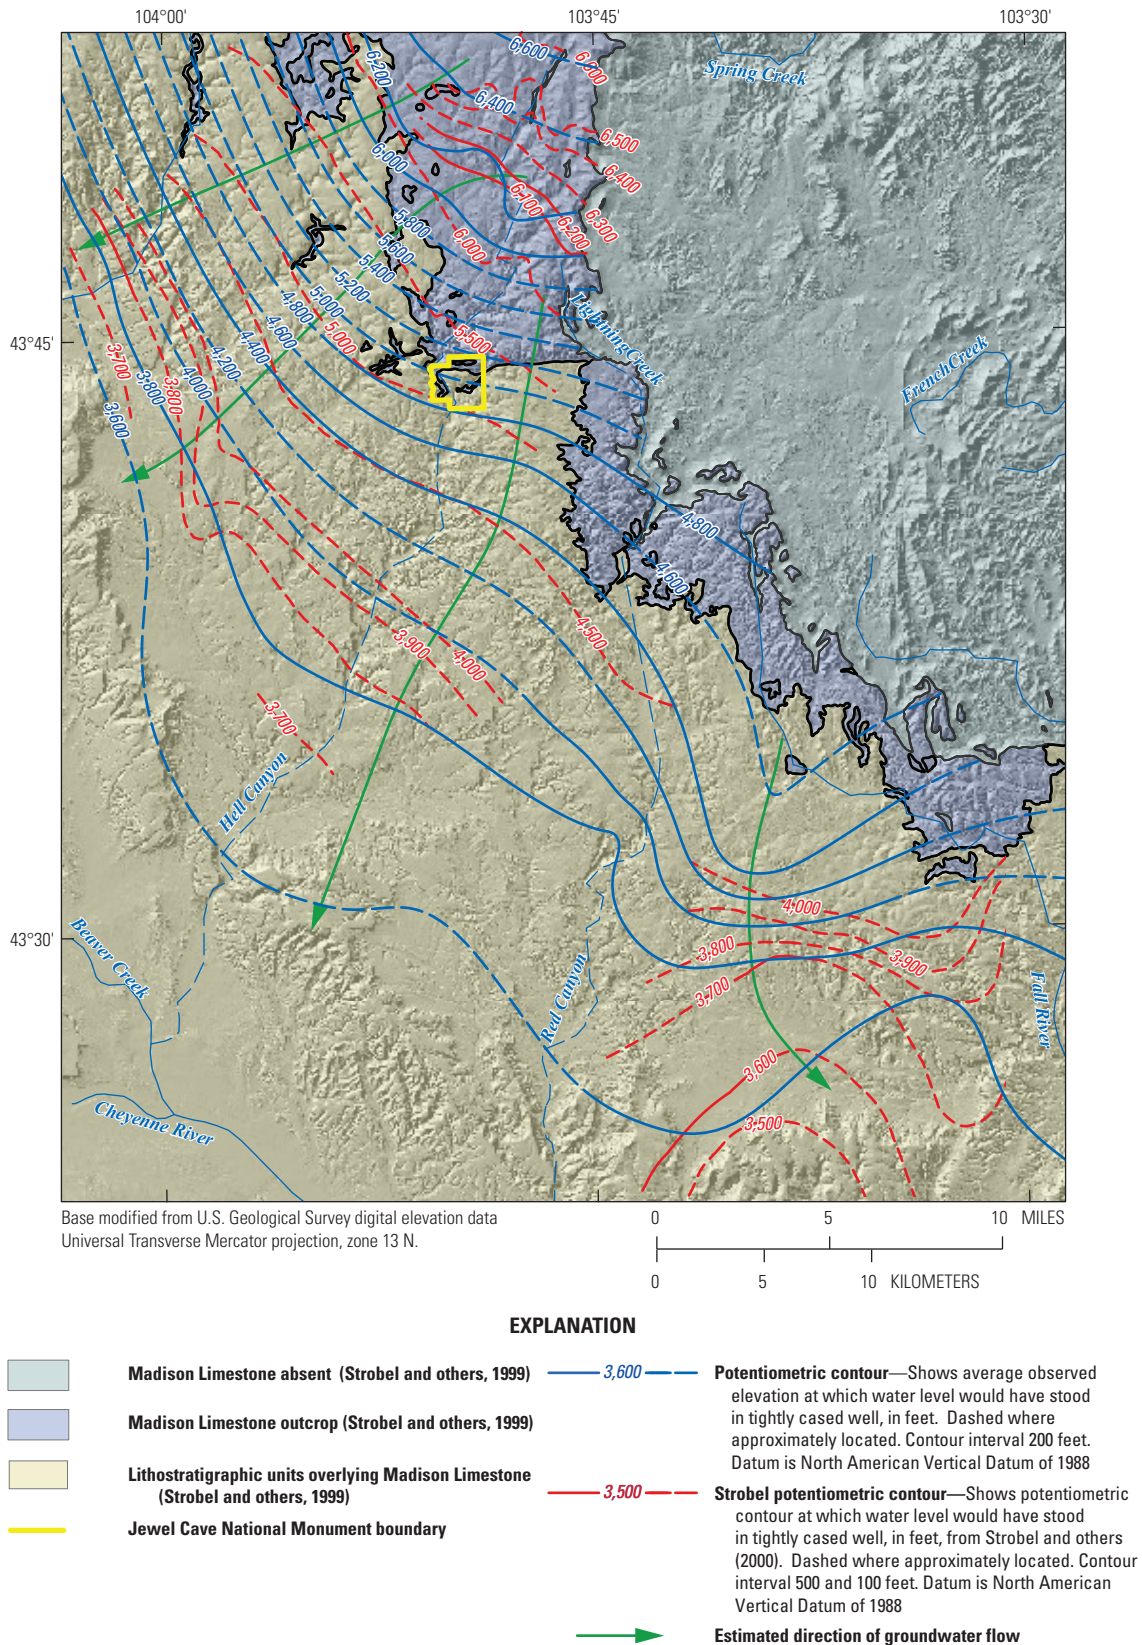 104°00'
103°45'
103°30'
6,600
6,000
Spring Creek
6,200
6,400
6,500
6,000
6,400
6,100
5,800
6,300
6,200
5,600
6,000
5,400
5,200
4,800
5,000
Lightning Creek
43°45'
4,600
5,000
5,500
4,400
FrenchCreek
3,700
4,200
3,800
3,800
4,000
3,600
4,800
4,600
4,500
3,900
4,000
3,700
Hell Canyon
4,000
43°30'
Beaver Creek
3,800
3,900
3,700
Red Canyon
Fall River
3,600
Cheyenne River
3,500
Base modified from U.S. Geological Survey digital elevation data
Universal Transverse Mercator projection, zone 13 N.
0 5 10 MILES
0 5 10 KILOMETERS
EXPLANATION
Madison Limestone absent (Strobel and others, 1999)
Madison Limestone outcrop (Strobel and others, 1999)
Lithostratigraphic units overlying Madison Limestone
(Strobel and others, 1999)
Jewel Cave National Monument boundary
3,600
Potentiometric contour—Shows average observed
elevation at which water level would have stood
in tightly cased well, in feet. Dashed where
approximately located. Contour interval 200 feet.
Datum is North American Vertical Datum of 1988
3,500
Strobel potentiometric contour—Shows potentiometric
contour at which water level would have stood
in tightly cased well, in feet, from Strobel and others
(2000). Dashed where approximately located. Contour
interval 500 and 100 feet. Datum is North American
Vertical Datum of 1988
Estimated direction of groundwater flow